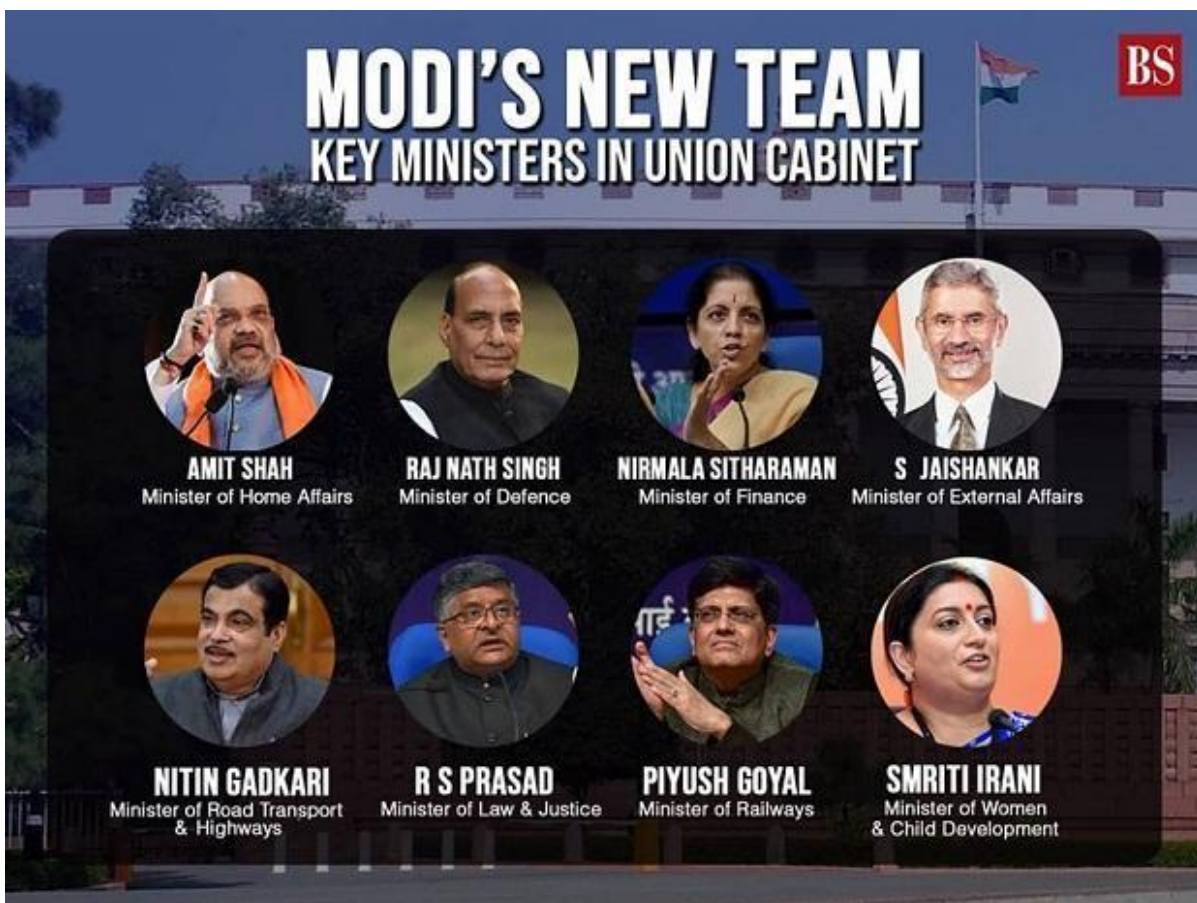 BS
MODI'S NEW TEAM
KEY MINISTERS IN UNION CABINET
AMIT SHAH
Minister of Home Affairs
RAJ NATH SINGH
Minister of Defence
NIRMALA SITHARAMAN
Minister of Finance
S JAISHANKAR
Minister of External Affairs
NITIN GADKARI
Minister of Road Transport
& Highways
R S PRASAD
Minister of Law & Justice
PIYUSH GOYAL
Minister of Railways
SMRITI IRANI
Minister of Women
& Child Development